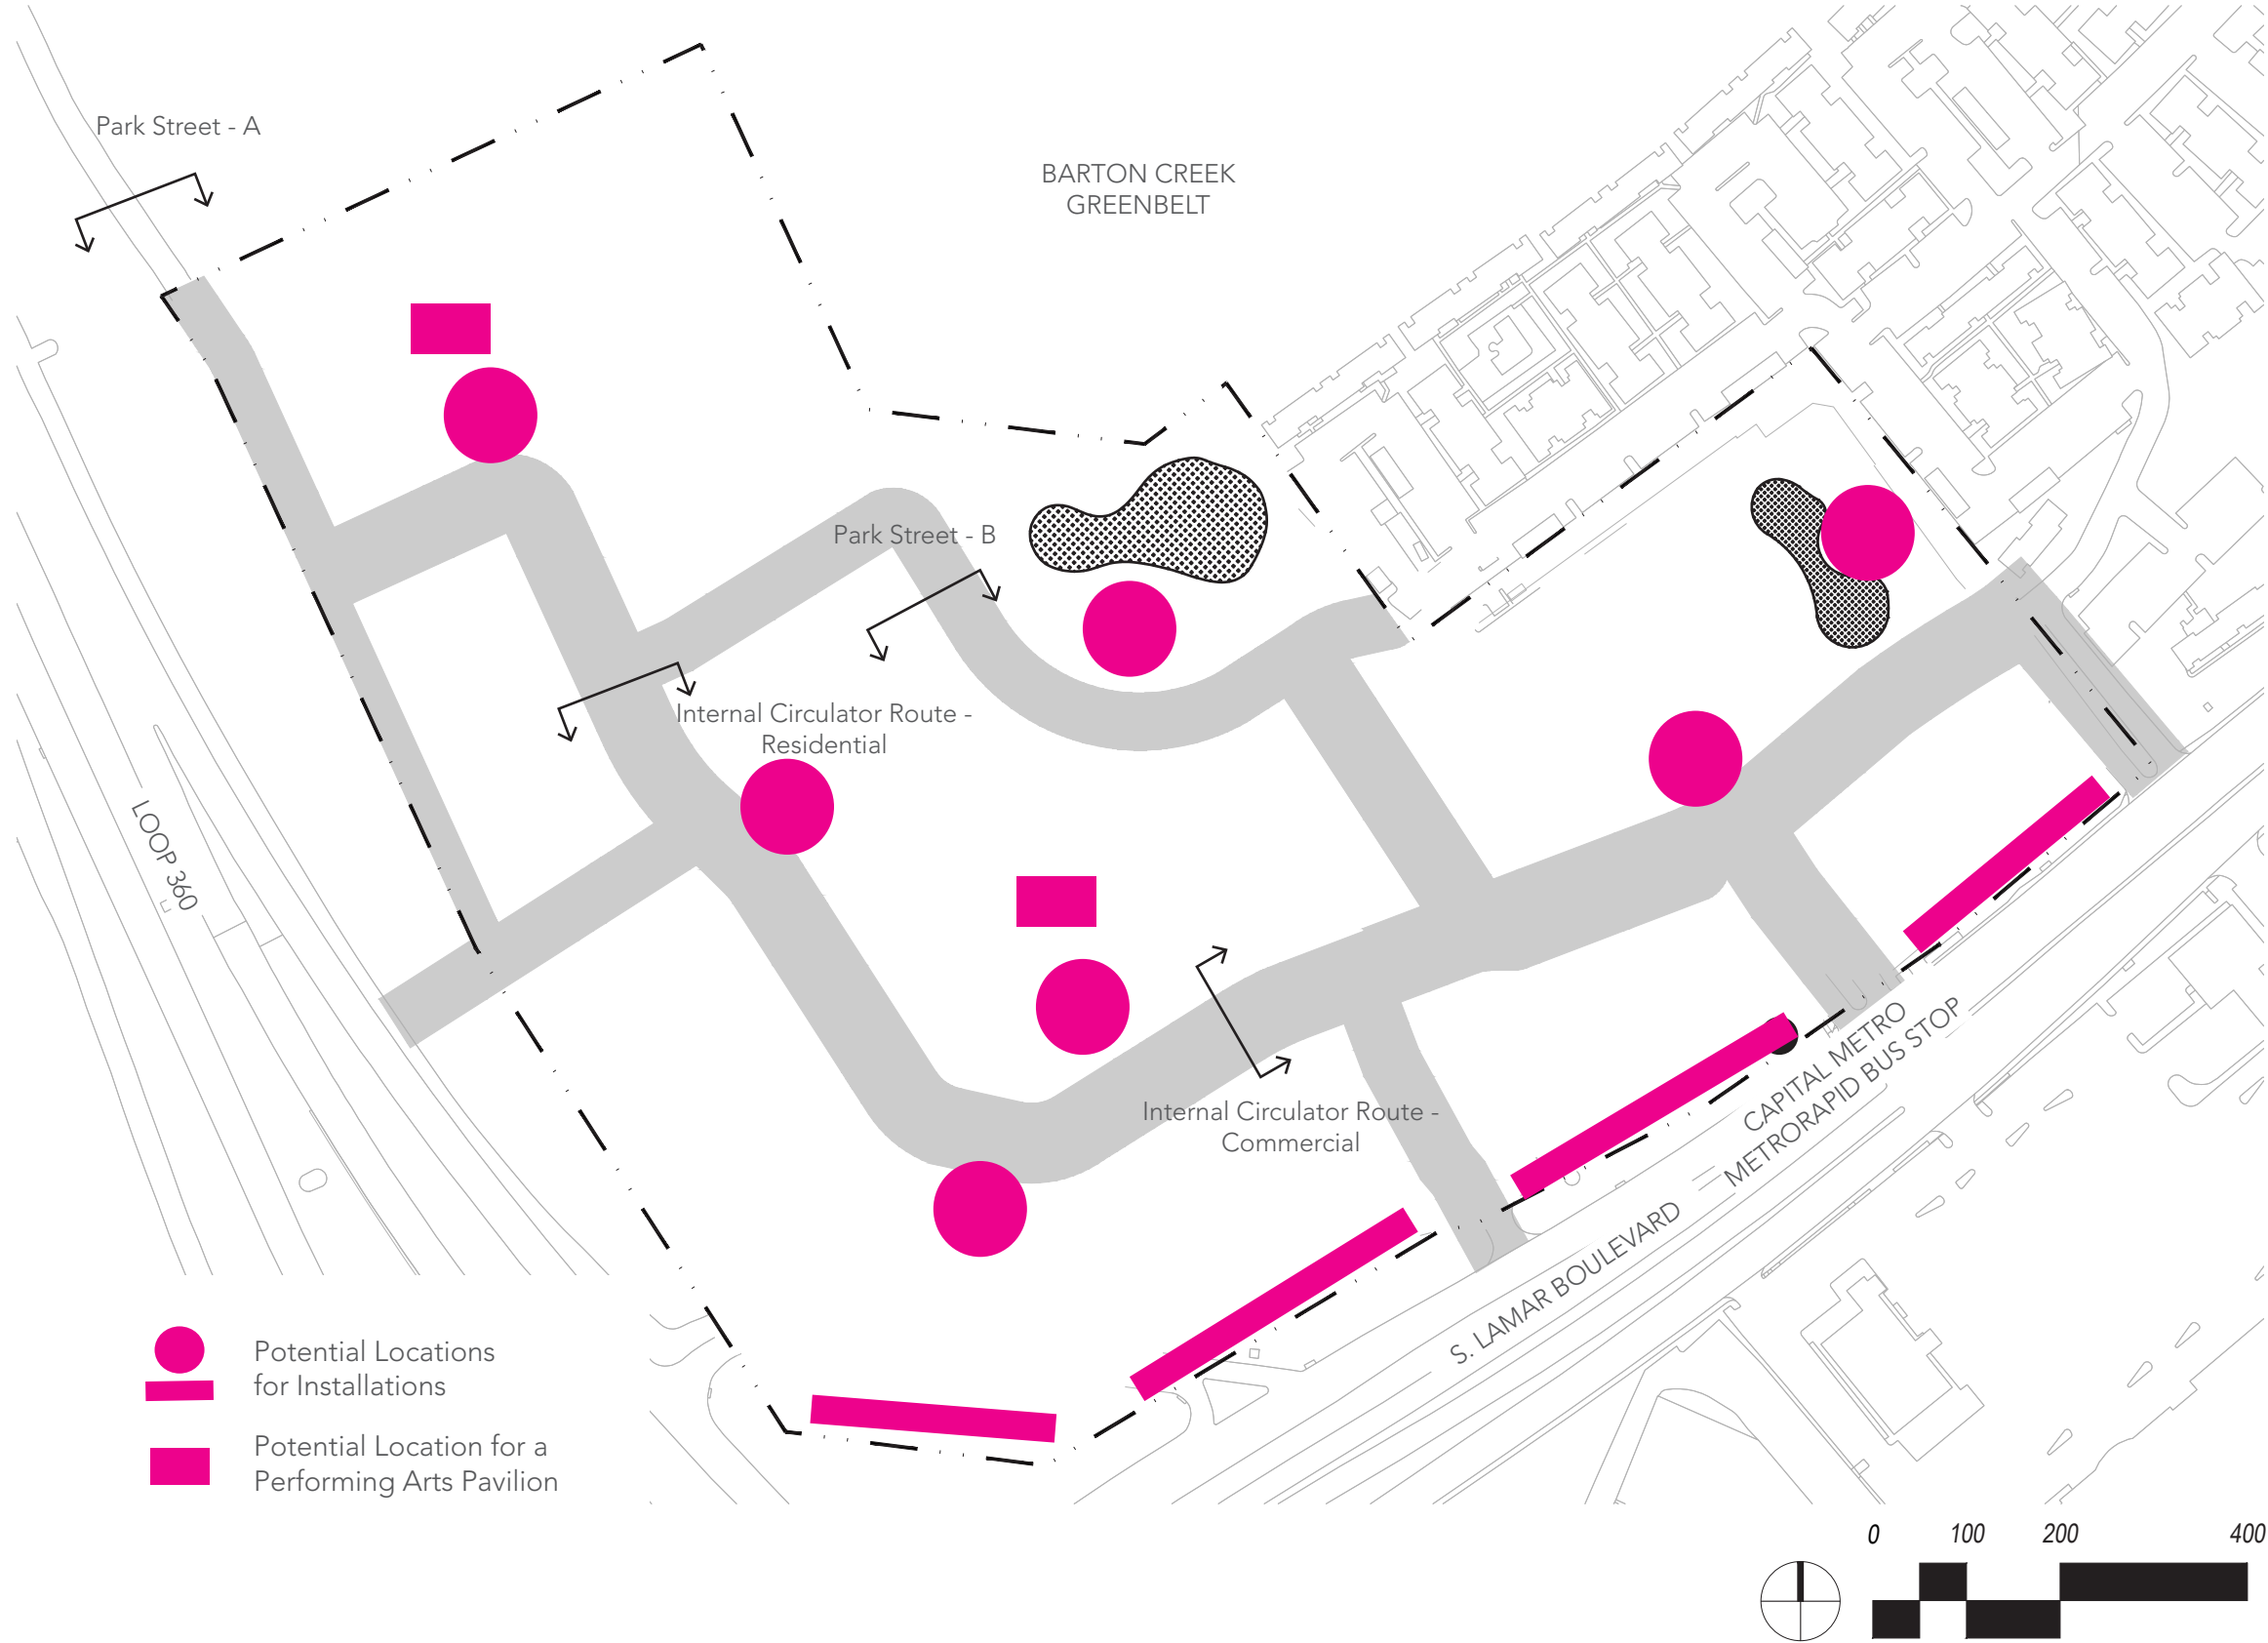 Park Street - A
BARTON CREEK
GREENBELT
Park Street - B
Internal Circulator Route -
Residential
LOOP 360
Internal Circulator Route -
Commercial
CAPITAL METRO
METRORAPID BUS STOP
S. LAMAR BOULEVARD
Potential Locations
for Installations
Potential Location for a
Performing Arts Pavilion
0 100 200 400